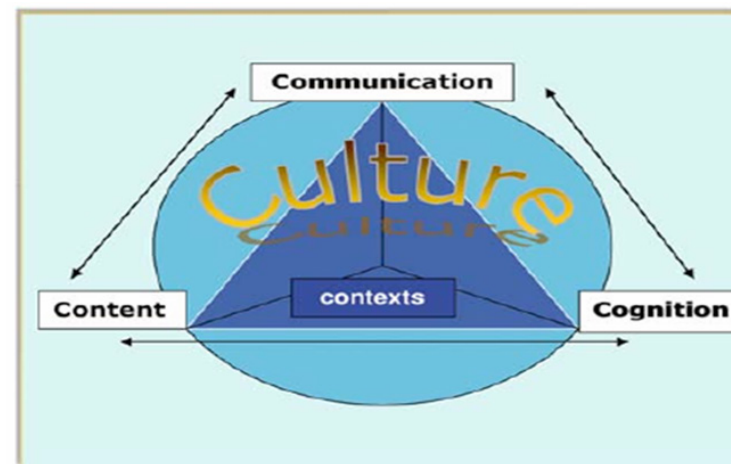 Communication
Culture
Culture
contexts
Content
Cognition